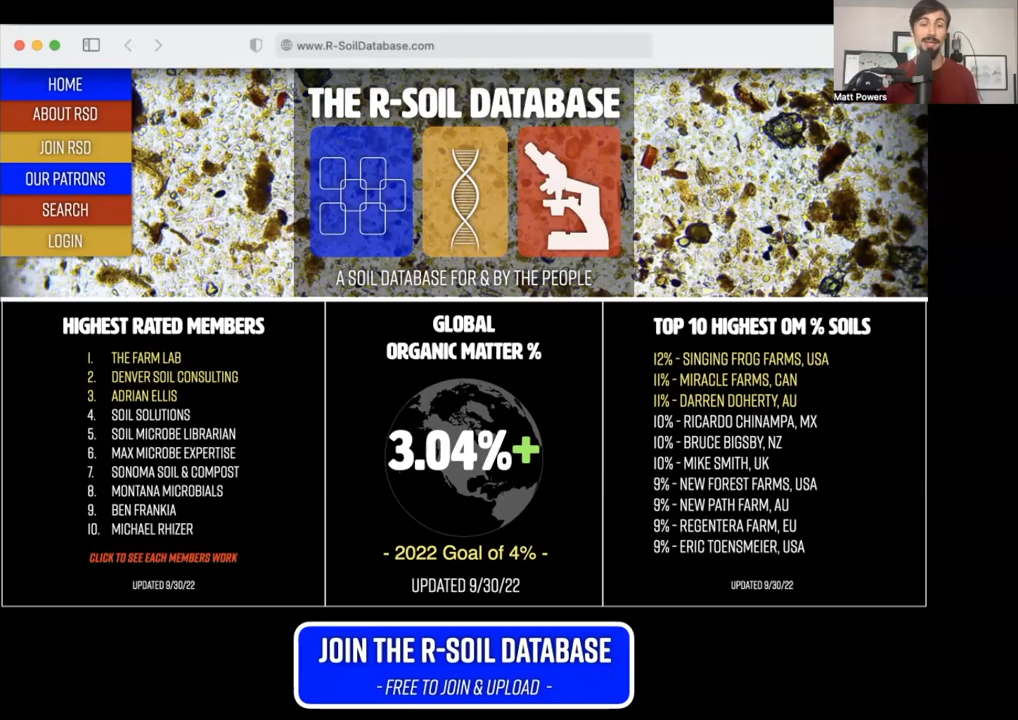 www.R-SoilDatabase.com
Matt Powers
HOME
ABOUT RSD
JOIN RSD
OUR PATRONS
SEARCH
LOGIN
THE R-SOIL DATABASE
A SOIL DATABASE FOR & BY THE PEOPLE
HIGHEST RATED MEMBERS
1. THE FARM LAB
2. DENVER SOIL CONSULTING
3. ADRIAN ELLIS
4. SOIL SOLUTIONS
5. SOIL MICROBE LIBRARIAN
6. MAX MICROBE EXPERTISE
7. SONOMA SOIL & COMPOST
8. MONTANA MICROBIALS
9. BEN FRANKIA
10. MICHAEL RHIZER
CLICK TO SEE EACH MEMBERS WORK
UPDATED 9/30/22
GLOBAL
ORGANIC MATTER %
3.04%+
- 2022 Goal of 4% -
UPDATED 9/30/22
TOP 10 HIGHEST OM % SOILS
12% - SINGING FROG FARMS, USA
11% - MIRACLE FARMS, CAN
11% - DARREN DOHERTY, AU
10% - RICARDO CHINAMPA, MX
10% - BRUCE BIGSBY, NZ
10% - MIKE SMITH, UK
9% - NEW FOREST FARMS, USA
9% - NEW PATH FARM, AU
9% - REGENTERA FARM, EU
9% - ERIC TOENSMEIER, USA
UPDATED 9/30/22
JOIN THE R-SOIL DATABASE
- FREE TO JOIN & UPLOAD -